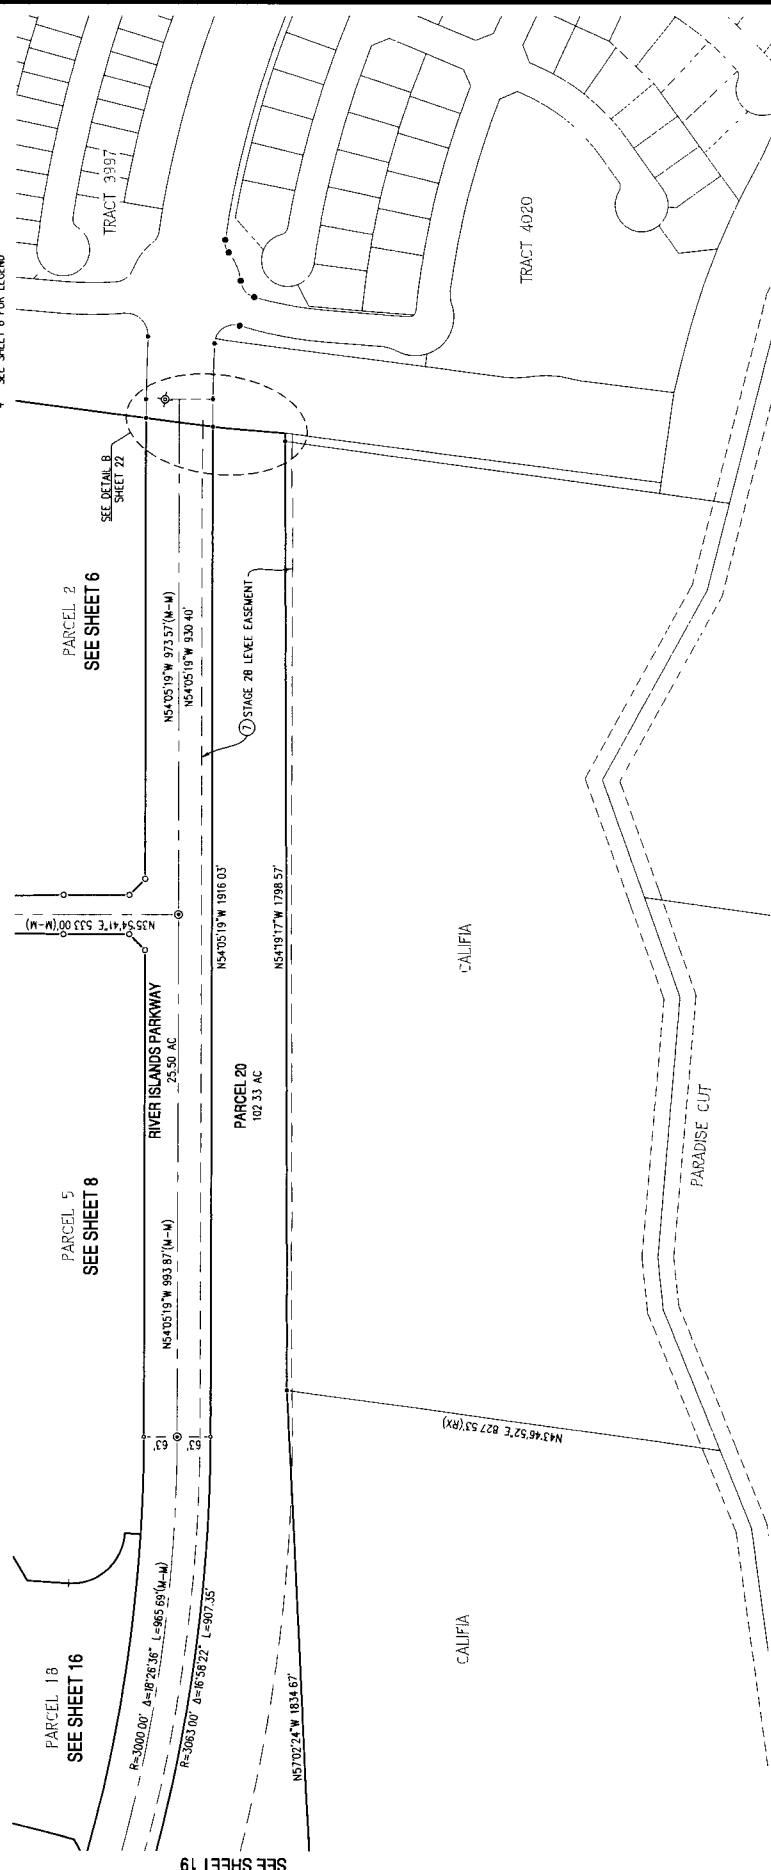 SEE SHEET 6 FOR LEGEND
TRACT 3997
TRACT 4020
SEE DETAIL B
SHEET 22
PARCEL 2
SEE SHEET 6
N54°05'19"W 973.57'(M-M)
N54°05'19"W 930.40'
7 STAGE 2B LEVEE EASEMENT
N35°54'41"E 533.00'(M-M)
N54°05'19"W 1916.03'
N54°19'17"W 1798.57'
CALIFIA
RIVER ISLANDS PARKWAY
25.50 AC
PARCEL 20
102.33 AC
PARADISE CUT
PARCEL 5
SEE SHEET 8
N54°05'19"W 993.87'(M-M)
63'
63'
N43°46'52"E 827.53'(RX)
PARCEL 18
SEE SHEET 16
R=3000.00' Δ=18°26'36" L=965.69'(M-M)
R=3063.00' Δ=16°58'22" L=907.35'
N57°02'24"W 1834.67'
CALIFIA
SEE SHEET 19